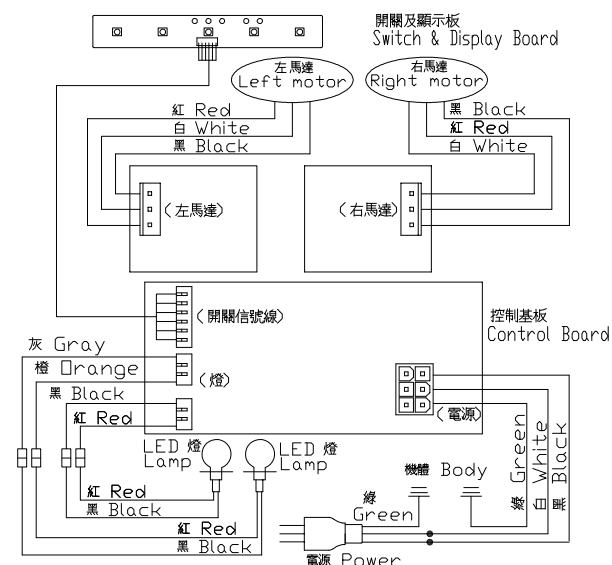 開關及顯示板
Switch & Display Board
左馬達
Left motor
右馬達
Right motor
紅 Red
白 White
黑 Black
黑 Black
紅 Red
白 White
(左馬達)
(右馬達)
(開關信號線)
控制基板
Control Board
灰 Gray
橙 Orange
(燈)
黑 Black
紅 Red
(電源)
LED 燈
Lamp
LED 燈
Lamp
機體 Body
綠 Green
白 White
黑 Black
紅 Red
黑 Black
綠
Green
紅 Red
黑 Black
電源 Power